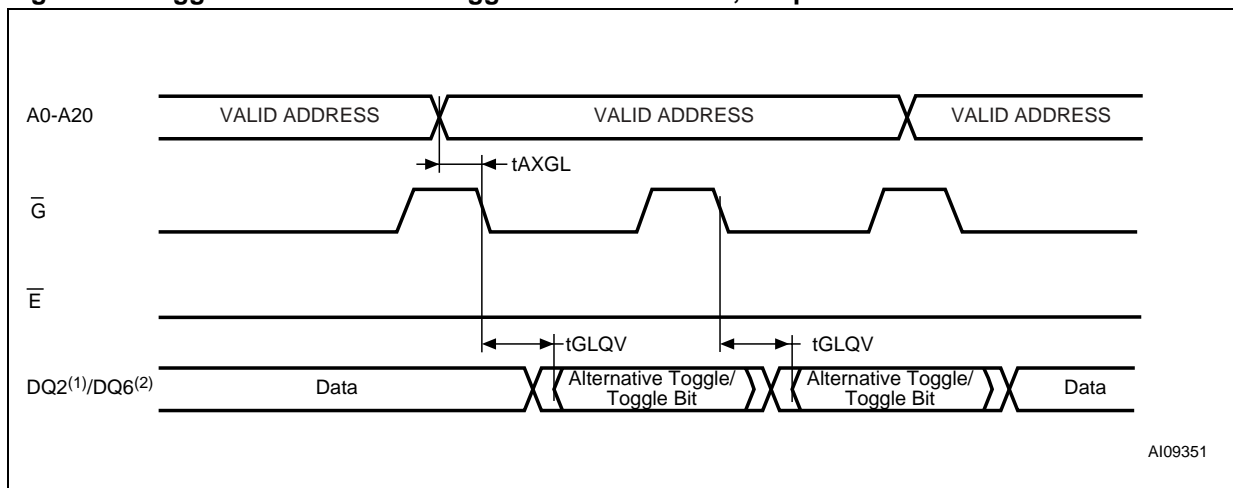 A0-A20
VALID ADDRESS
VALID ADDRESS
VALID ADDRESS
tAXGL
G̅
E̅
tGLQV
tGLQV
DQ2(1)/DQ6(2)
Data
Alternative Toggle/
Toggle Bit
Alternative Toggle/
Toggle Bit
Data
AI09351